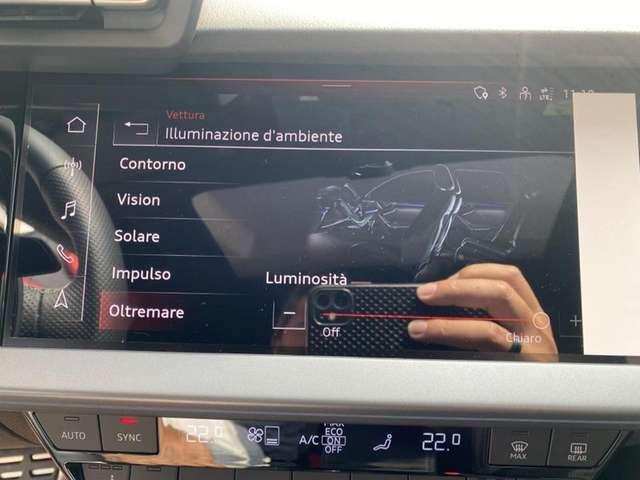 Vettura
Illuminazione d'ambiente
Contorno
Vision
Solare
Impulso
Luminosità
Oltremare
Off
Chiaro
AUTO
SYNC
22.0
A/C
MAX
ECO
ON
OFF
22.0
MAX
REAR